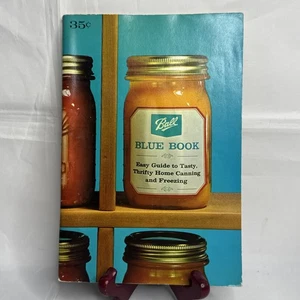 35¢
Ball
BLUE BOOK
Easy Guide to Tasty,
Thrifty Home Canning
and Freezing